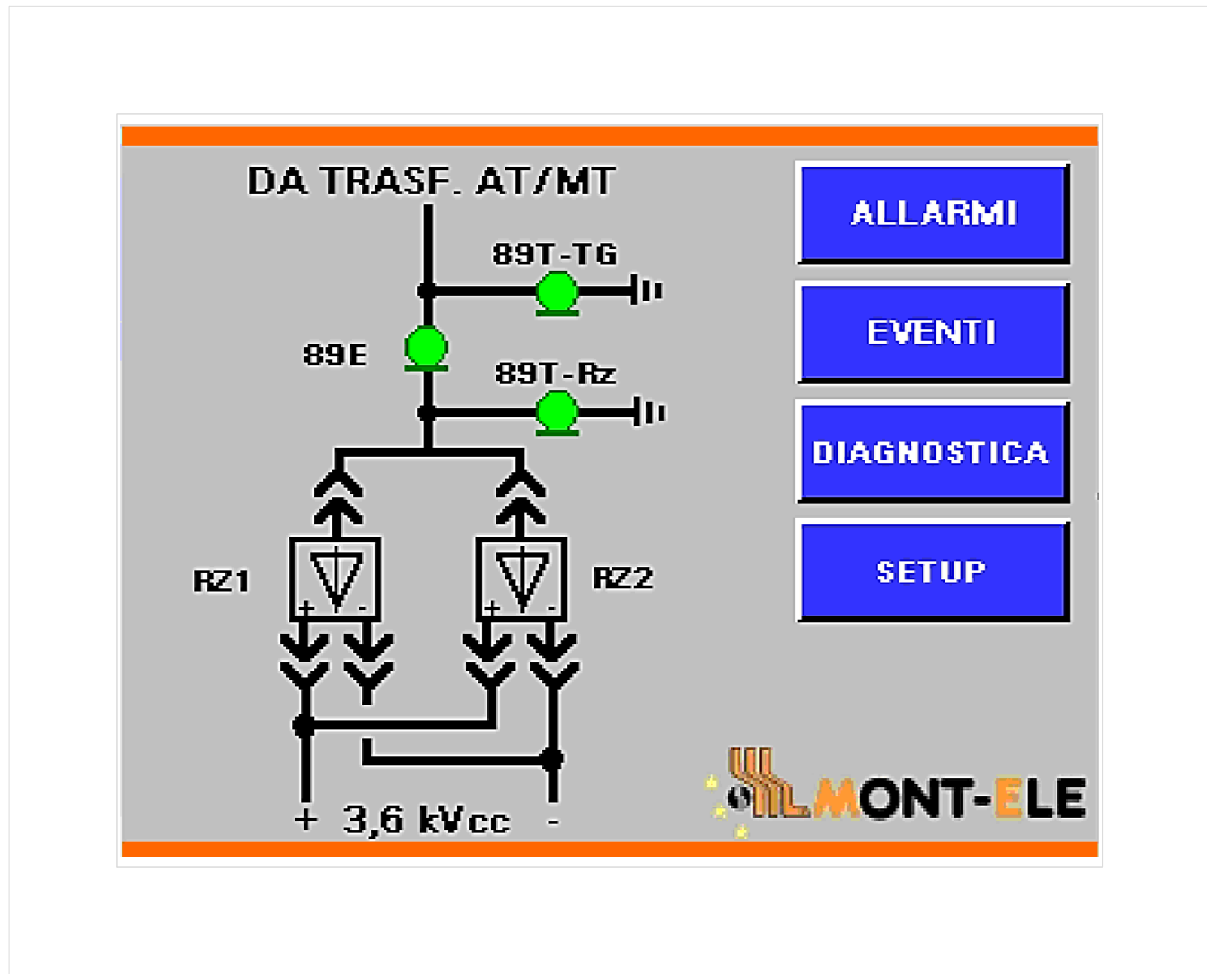 DA TRASF. AT/MT
89T-TG
89E
89T-Rz
RZ1
+ -
+ -
RZ2
+ 3,6 kVcc -
ALLARMI
EVENTI
DIAGNOSTICA
SETUP
MONT-ELE